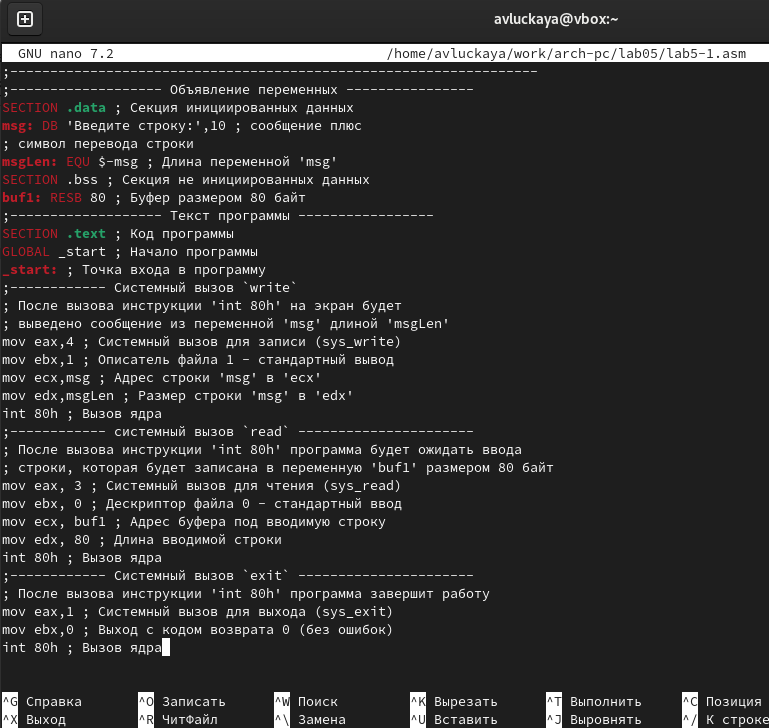 avluckaya@vbox:~
GNU nano 7.2 /home/avluckaya/work/arch-pc/lab05/lab5-1.asm
;------------------------------------------------------------------
;------------------- Объявление переменных ----------------
SECTION .data ; Секция инициированных данных
msg: DB 'Введите строку:',10 ; сообщение плюс
; символ перевода строки
msgLen: EQU $-msg ; Длина переменной 'msg'
SECTION .bss ; Секция не инициированных данных
buf1: RESB 80 ; Буфер размером 80 байт
;------------------- Текст программы -----------------
SECTION .text ; Код программы
GLOBAL _start ; Начало программы
_start: ; Точка входа в программу
;------------ Cистемный вызов `write`
; После вызова инструкции 'int 80h' на экран будет
; выведено сообщение из переменной 'msg' длиной 'msgLen'
mov eax,4 ; Системный вызов для записи (sys_write)
mov ebx,1 ; Описатель файла 1 - стандартный вывод
mov ecx,msg ; Адрес строки 'msg' в 'ecx'
mov edx,msgLen ; Размер строки 'msg' в 'edx'
int 80h ; Вызов ядра
;------------ системный вызов `read` ----------------------
; После вызова инструкции 'int 80h' программа будет ожидать ввода
; строки, которая будет записана в переменную 'buf1' размером 80 байт
mov eax, 3 ; Системный вызов для чтения (sys_read)
mov ebx, 0 ; Дескриптор файла 0 - стандартный ввод
mov ecx, buf1 ; Адрес буфера под вводимую строку
mov edx, 80 ; Длина вводимой строки
int 80h ; Вызов ядра
;------------ Системный вызов `exit` ----------------------
; После вызова инструкции 'int 80h' программа завершит работу
mov eax,1 ; Системный вызов для выхода (sys_exit)
mov ebx,0 ; Выход с кодом возврата 0 (без ошибок)
int 80h ; Вызов ядра
^G Справка ^O Записать ^W Поиск ^K Вырезать ^T Выполнить ^C Позиция
^X Выход ^R ЧитФайл ^\ Замена ^U Вставить ^J Выровнять ^/ К строке